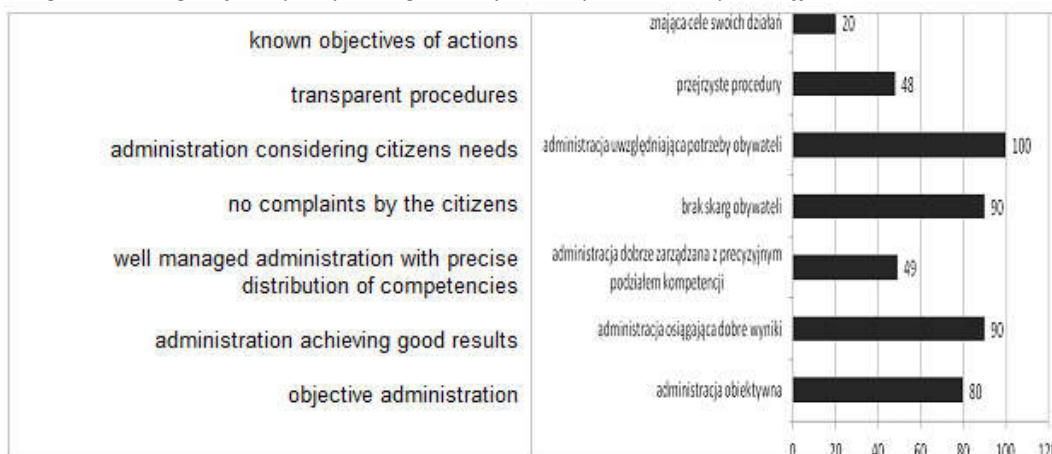 known objectives of actions
transparent procedures
administration considering citizens needs
no complaints by the citizens
well managed administration with precise
distribution of competencies
administration achieving good results
objective administration
znająca cele swoich działań
20
przejrzyste procedury
48
administracja uwzględniająca potrzeby obywateli
100
brak skarg obywateli
90
administracja dobrze zarządzana z precyzyjnym
podziałem kompetencji
49
administracja osiągająca dobre wyniki
90
administracja obiektywna
80
0 20 40 60 80 100 120